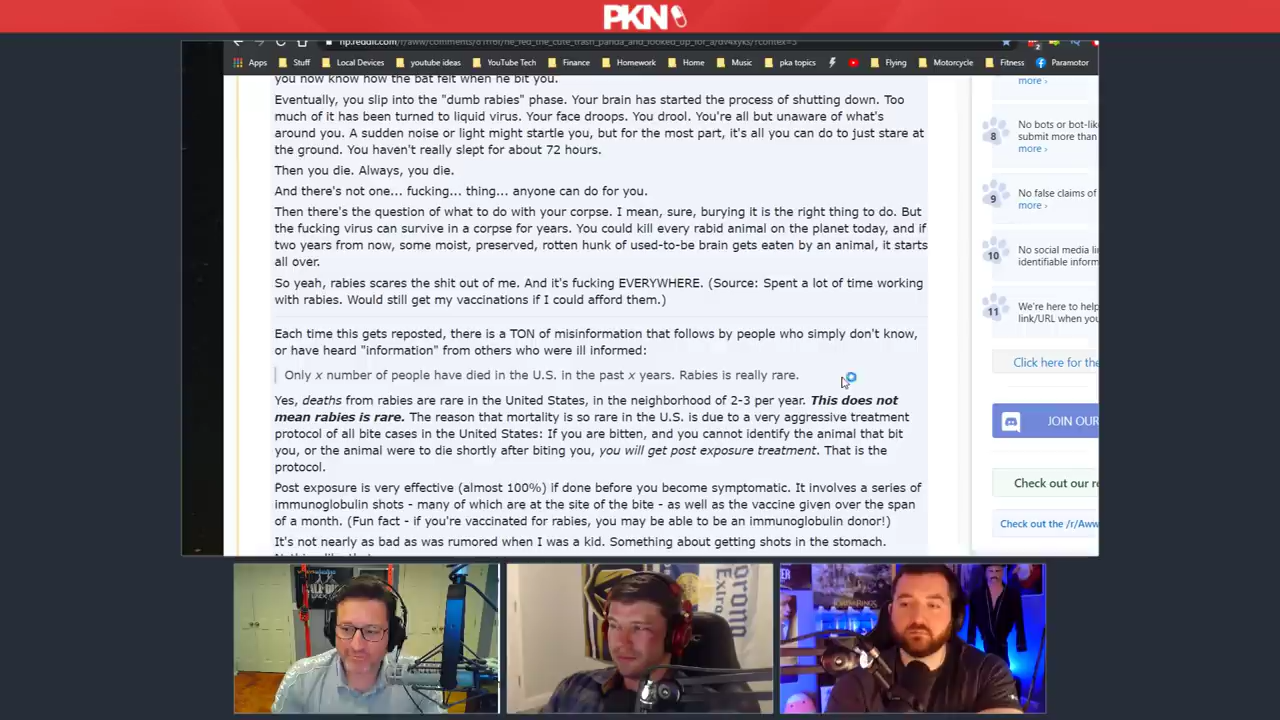 PKN
np.reddit.com/r/aww/comments/
Apps Stuff Local Devices youtube ideas YouTube Tech Finance Homework Home Music pka topics Flying Motorcycle Fitness Paramotor
you now know how the bat felt when he bit you.
Eventually, you slip into the "dumb rabies" phase. Your brain has started the process of shutting down. Too
much of it has been turned to liquid virus. Your face droops. You drool. You're all but unaware of what's
around you. A sudden noise or light might startle you, but for the most part, it's all you can do to just stare at
the ground. You haven't really slept for about 72 hours.
Then you die. Always, you die.
And there's not one... fucking... thing... anyone can do for you.
Then there's the question of what to do with your corpse. I mean, sure, burying it is the right thing to do. But
the fucking virus can survive in a corpse for years. You could kill every rabid animal on the planet today, and if
two years from now, some moist, preserved, rotten hunk of used-to-be brain gets eaten by an animal, it starts
all over.
So yeah, rabies scares the shit out of me. And it's fucking EVERYWHERE. (Source: Spent a lot of time working
with rabies. Would still get my vaccinations if I could afford them.)
Each time this gets reposted, there is a TON of misinformation that follows by people who simply don't know,
or have heard "information" from others who were ill informed:
Only x number of people have died in the U.S. in the past x years. Rabies is really rare.
Yes, deaths from rabies are rare in the United States, in the neighborhood of 2-3 per year. This does not
mean rabies is rare. The reason that mortality is so rare in the U.S. is due to a very aggressive treatment
protocol of all bite cases in the United States: If you are bitten, and you cannot identify the animal that bit
you, or the animal were to die shortly after biting you, you will get post exposure treatment. That is the
protocol.
Post exposure is very effective (almost 100%) if done before you become symptomatic. It involves a series of
immunoglobulin shots - many of which are at the site of the bite - as well as the vaccine given over the span
of a month. (Fun fact - if you're vaccinated for rabies, you may be able to be an immunoglobulin donor!)
It's not nearly as bad as was rumored when I was a kid. Something about getting shots in the stomach.
more ›
8 No bots or bot-like
submit more than
more ›
9 No false claims of
more ›
10 No social media li
identifiable inform
11 We're here to help
link/URL when you
Click here for the
JOIN OUR
Check out our re
Check out the /r/Aww
Corona
Extra